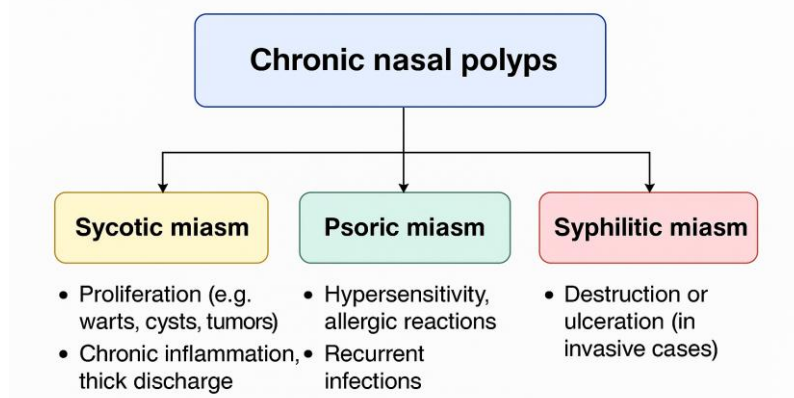 Chronic nasal polyps
Sycotic miasm
• Proliferation (e.g.
warts, cysts, tumors)
• Chronic inflammation,
thick discharge
Psoric miasm
• Hypersensitivity,
allergic reactions
• Recurrent
infections
Syphilitic miasm
• Destruction or
ulceration (in
invasive cases)